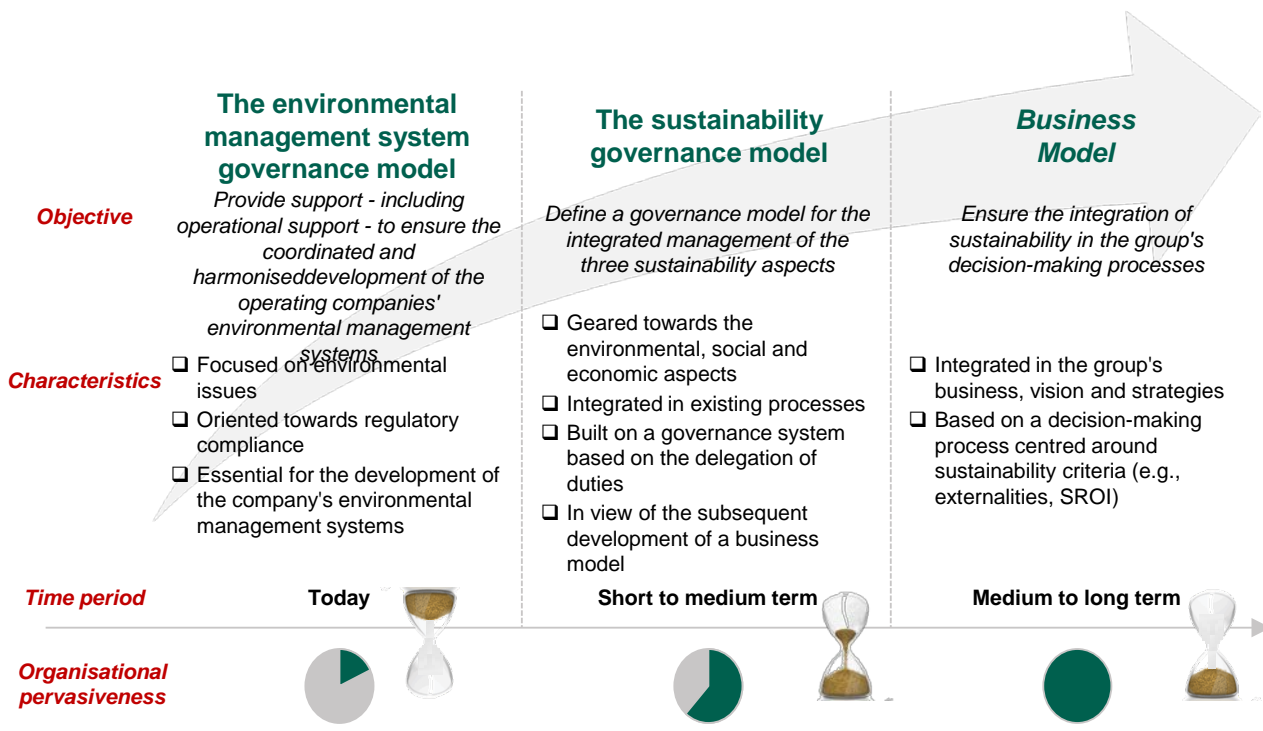 The environmental
management system
governance model
The sustainability
governance model
Business
Model
Objective
Provide support - including
operational support - to ensure the
coordinated and
harmoniseddevelopment of the
operating companies'
environmental management
systems
Define a governance model for the
integrated management of the
three sustainability aspects
Ensure the integration of
sustainability in the group's
decision-making processes
Characteristics
❑ Focused on environmental
issues
❑ Oriented towards regulatory
compliance
❑ Essential for the development of
the company's environmental
management systems
❑ Geared towards the
environmental, social and
economic aspects
❑ Integrated in existing processes
❑ Built on a governance system
based on the delegation of
duties
❑ In view of the subsequent
development of a business
model
❑ Integrated in the group's
business, vision and strategies
❑ Based on a decision-making
process centred around
sustainability criteria (e.g.,
externalities, SROI)
Time period
Today
Short to medium term
Medium to long term
Organisational
pervasiveness